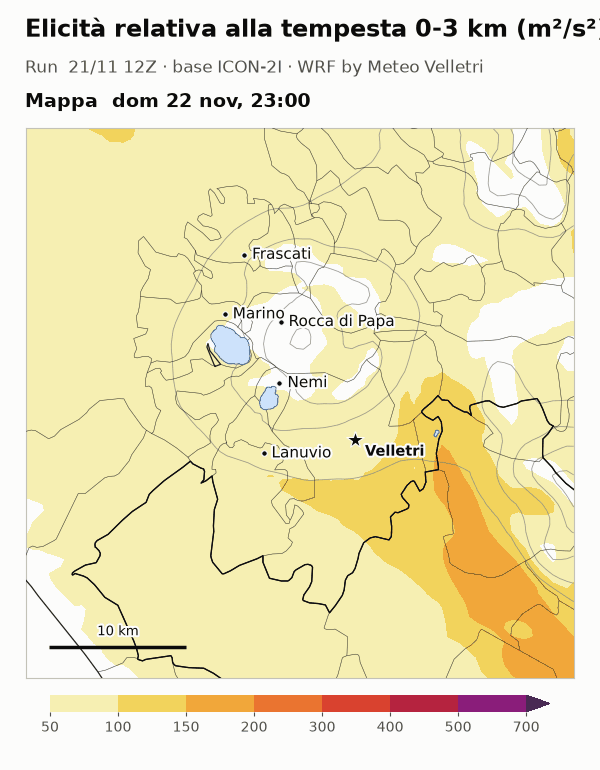 Elicità relativa alla tempesta 0-3 km (m²/s²)
Run 21/11 12Z · base ICON-2I · WRF by Meteo Velletri
Mappa dom 22 nov, 23:00
Frascati
Marino
Rocca di Papa
Nemi
Velletri
Lanuvio
10 km
50 100 150 200 300 400 500 700